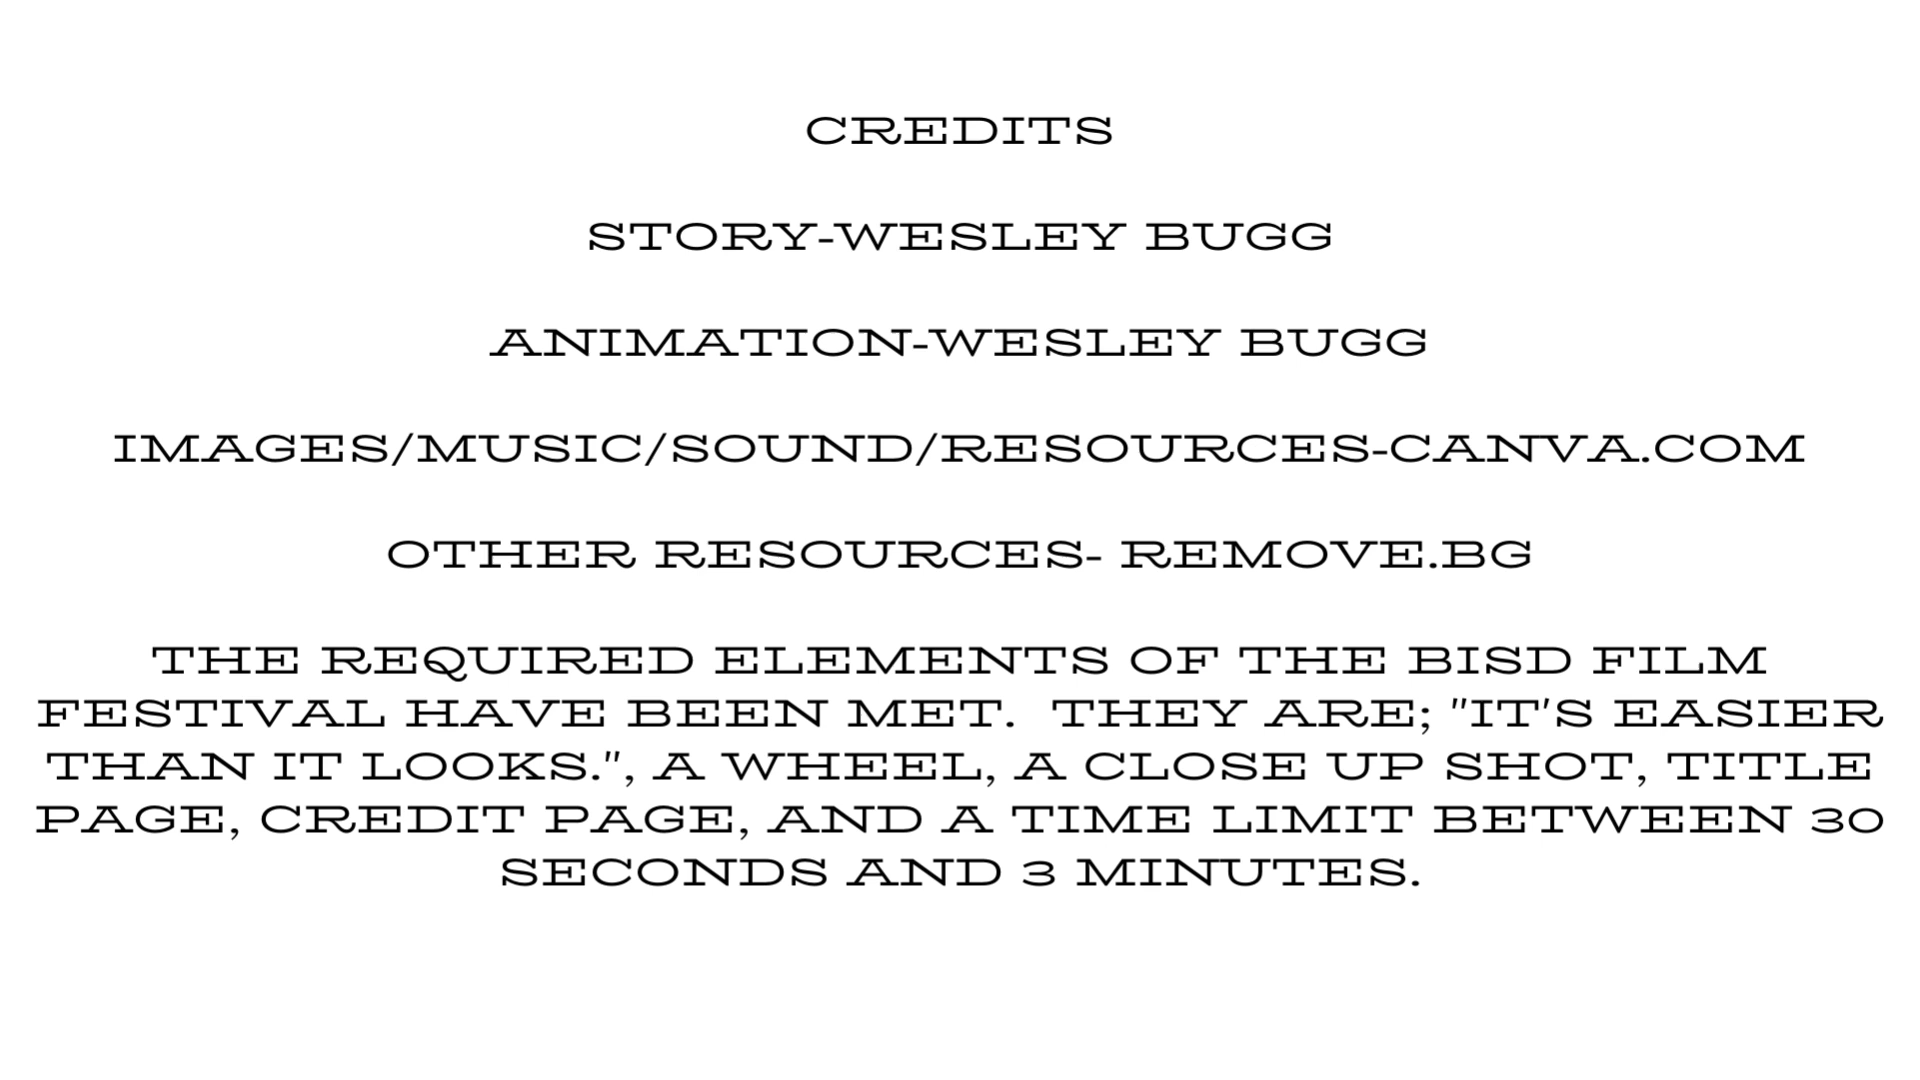 CREDITS
STORY-WESLEY BUGG
ANIMATION-WESLEY BUGG
IMAGES/MUSIC/SOUND/RESOURCES-CANVA.COM
OTHER RESOURCES- REMOVE.BG
THE REQUIRED ELEMENTS OF THE BISD FILM
FESTIVAL HAVE BEEN MET.  THEY ARE; "IT'S EASIER
THAN IT LOOKS.", A WHEEL, A CLOSE UP SHOT, TITLE
PAGE, CREDIT PAGE, AND A TIME LIMIT BETWEEN 30
SECONDS AND 3 MINUTES.